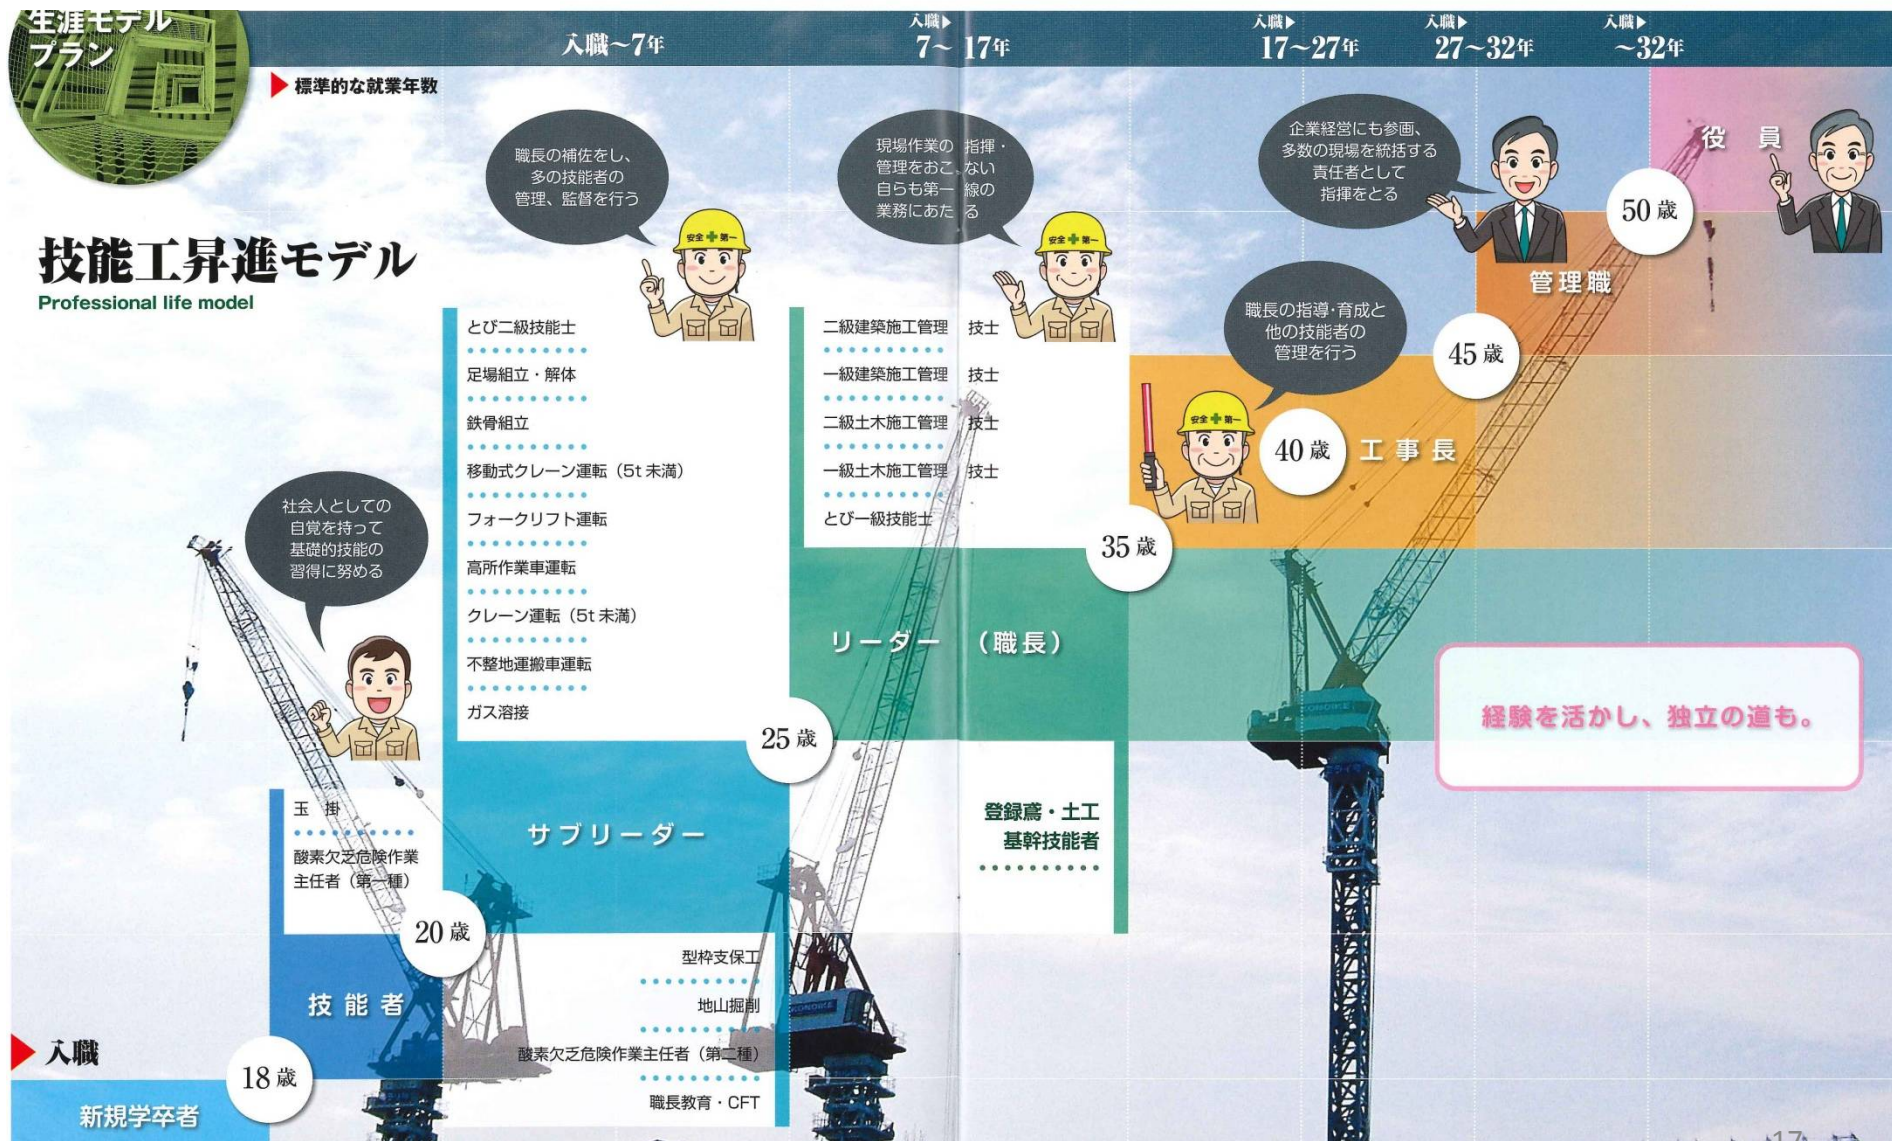 生涯モデル
プラン
入職～7年
入職▶
7～17年
入職▶
17～27年
入職▶
27～32年
入職▶
～32年
▶標準的な就業年数
技能工昇進モデル
Professional life model
職長の補佐をし、
多の技能者の
管理、監督を行う
安全✚第一
現場作業の指揮・
管理をおこない
自らも第一線の
業務にあたる
安全✚第一
企業経営にも参画、
多数の現場を統括する
責任者として
指揮をとる
役員
50歳
管理職
職長の指導・育成と
他の技能者の
管理を行う
45歳
安全✚第一
40歳
工事長
とび二級技能士
足場組立・解体
鉄骨組立
移動式クレーン運転（5t未満）
フォークリフト運転
高所作業車運転
クレーン運転（5t未満）
不整地運搬車運転
ガス溶接
二級建築施工管理技士
一級建築施工管理技士
二級土木施工管理技士
一級土木施工管理技士
とび一級技能士
35歳
リーダー（職長）
社会人としての
自覚を持って
基礎的技能の
習得に努める
25歳
経験を活かし、独立の道も。
玉掛
酸素欠乏危険作業
主任者（第一種）
サブリーダー
登録鳶・土工
基幹技能者
20歳
技能者
型枠支保工
地山掘削
酸素欠乏危険作業主任者（第二種）
職長教育・CFT
KONOIKE
▶入職
18歳
新規学卒者
17